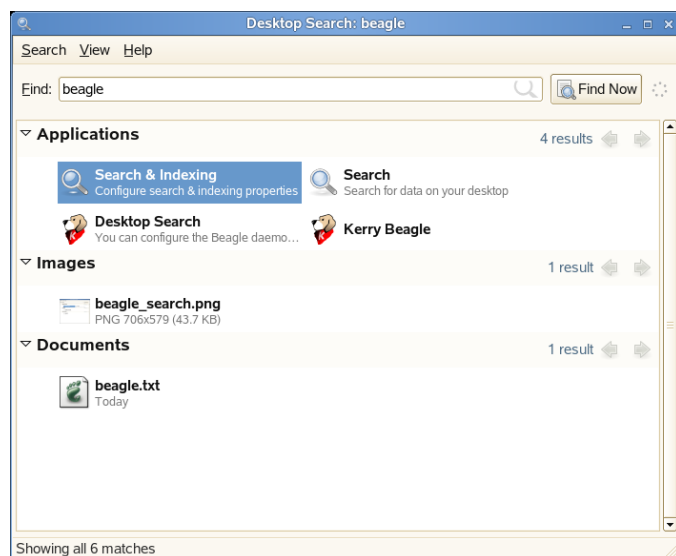 Desktop Search: beagle
Search View Help
Find: beagle Find Now
Applications 4 results
Search & Indexing
Configure search & indexing properties
Search
Search for data on your desktop
Desktop Search
You can configure the Beagle daemo...
Kerry Beagle
Images 1 result
beagle_search.png
PNG 706x579 (43.7 KB)
Documents 1 result
beagle.txt
Today
Showing all 6 matches